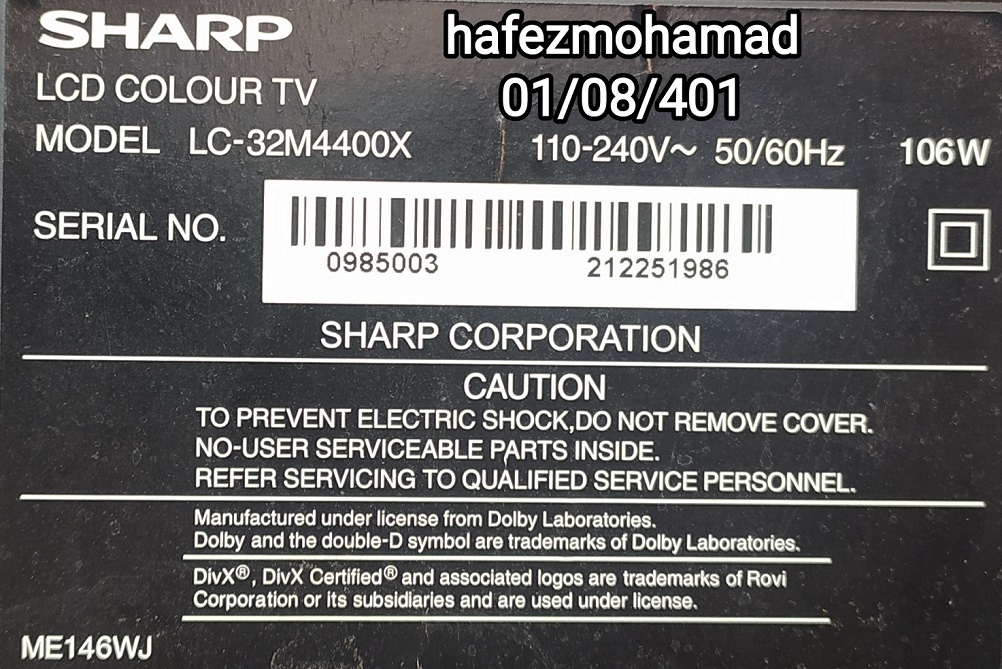 SHARP
hafezmohamad
01/08/401
LCD COLOUR TV
MODEL LC-32M4400X 110-240V~ 50/60Hz 106W
SERIAL NO.
0985003 212251986
SHARP CORPORATION
CAUTION
TO PREVENT ELECTRIC SHOCK,DO NOT REMOVE COVER.
NO-USER SERVICEABLE PARTS INSIDE.
REFER SERVICING TO QUALIFIED SERVICE PERSONNEL.
Manufactured under license from Dolby Laboratories.
Dolby and the double-D symbol are trademarks of Dolby Laboratories.
DivX®, DivX Certified® and associated logos are trademarks of Rovi
Corporation or its subsidiaries and are used under license.
ME146WJ